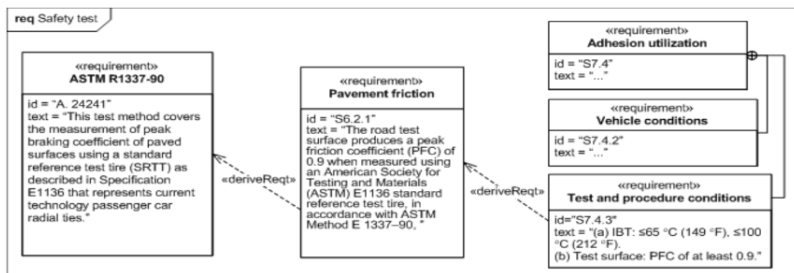 req Safety test
«requirement»
ASTM R1337-90
id = "A. 24241"
text = "This test method covers
the measurement of peak
braking coefficient of paved
surfaces using a standard
reference test tire (SRTT) as
described in Specification
E1136 that represents current
technology passenger car
radial ties."
«deriveReqt»
«requirement»
Pavement friction
id = "S6.2.1"
text = "The road test
surface produces a peak
friction coefficient (PFC) of
0.9 when measured using
an American Society for
Testing and Materials
(ASTM) E1136 standard
reference test tire, in
accordance with ASTM
Method E 1337–90, "
«deriveReqt»
«requirement»
Adhesion utilization
id = "S7.4"
text = "..."
«requirement»
Vehicle conditions
id = "S7.4.2"
text = "..."
«requirement»
Test and procedure conditions
id="S7.4.3"
text = "(a) IBT: ≤65 °C (149 °F), ≤100
°C (212 °F).
(b) Test surface: PFC of at least 0.9."